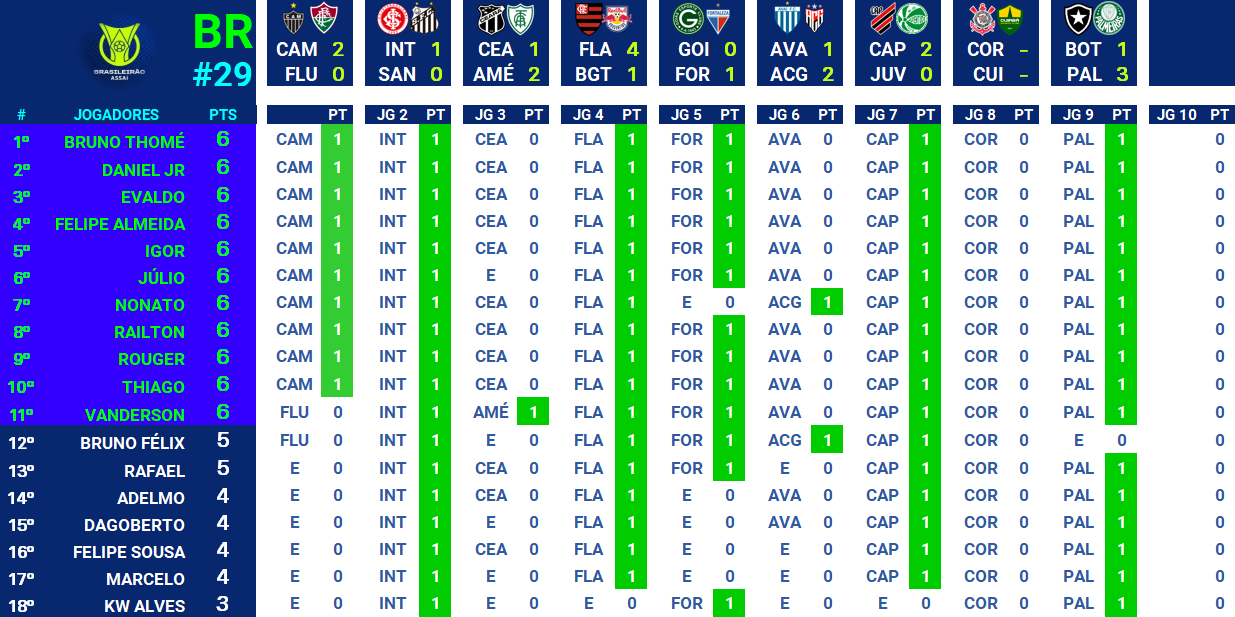 BR
#29
BRASILEIRÃO
ASSAÍ
CAM 2 INT 1 CEA 1 FLA 4 GOI 0 AVA 1 CAP 2 COR - BOT 1
FLU 0 SAN 0 AMÉ 2 BGT 1 FOR 1 ACG 2 JUV 0 CUI - PAL 3
# JOGADORES PTS PT JG 2 PT JG 3 PT JG 4 PT JG 5 PT JG 6 PT JG 7 PT JG 8 PT JG 9 PT JG 10 PT
1º BRUNO THOMÉ 6 CAM 1 INT 1 CEA 0 FLA 1 FOR 1 AVA 0 CAP 1 COR 0 PAL 1 0
2º DANIEL JR 6 CAM 1 INT 1 CEA 0 FLA 1 FOR 1 AVA 0 CAP 1 COR 0 PAL 1 0
3º EVALDO 6 CAM 1 INT 1 CEA 0 FLA 1 FOR 1 AVA 0 CAP 1 COR 0 PAL 1 0
4º FELIPE ALMEIDA 6 CAM 1 INT 1 CEA 0 FLA 1 FOR 1 AVA 0 CAP 1 COR 0 PAL 1 0
5º IGOR 6 CAM 1 INT 1 CEA 0 FLA 1 FOR 1 AVA 0 CAP 1 COR 0 PAL 1 0
6º JÚLIO 6 CAM 1 INT 1 E 0 FLA 1 FOR 1 AVA 0 CAP 1 COR 0 PAL 1 0
7º NONATO 6 CAM 1 INT 1 CEA 0 FLA 1 E 0 ACG 1 CAP 1 COR 0 PAL 1 0
8º RAILTON 6 CAM 1 INT 1 CEA 0 FLA 1 FOR 1 AVA 0 CAP 1 COR 0 PAL 1 0
9º ROUGER 6 CAM 1 INT 1 CEA 0 FLA 1 FOR 1 AVA 0 CAP 1 COR 0 PAL 1 0
10º THIAGO 6 CAM 1 INT 1 CEA 0 FLA 1 FOR 1 AVA 0 CAP 1 COR 0 PAL 1 0
11º VANDERSON 6 FLU 0 INT 1 AMÉ 1 FLA 1 FOR 1 AVA 0 CAP 1 COR 0 PAL 1 0
12º BRUNO FÉLIX 5 FLU 0 INT 1 E 0 FLA 1 FOR 1 ACG 1 CAP 1 COR 0 E 0 0
13º RAFAEL 5 E 0 INT 1 CEA 0 FLA 1 FOR 1 E 0 CAP 1 COR 0 PAL 1 0
14º ADELMO 4 E 0 INT 1 CEA 0 FLA 1 E 0 AVA 0 CAP 1 COR 0 PAL 1 0
15º DAGOBERTO 4 E 0 INT 1 E 0 FLA 1 E 0 AVA 0 CAP 1 COR 0 PAL 1 0
16º FELIPE SOUSA 4 E 0 INT 1 CEA 0 FLA 1 E 0 E 0 CAP 1 COR 0 PAL 1 0
17º MARCELO 4 E 0 INT 1 E 0 FLA 1 E 0 E 0 CAP 1 COR 0 PAL 1 0
18º KW ALVES 3 E 0 INT 1 E 0 E 0 FOR 1 E 0 E 0 COR 0 PAL 1 0